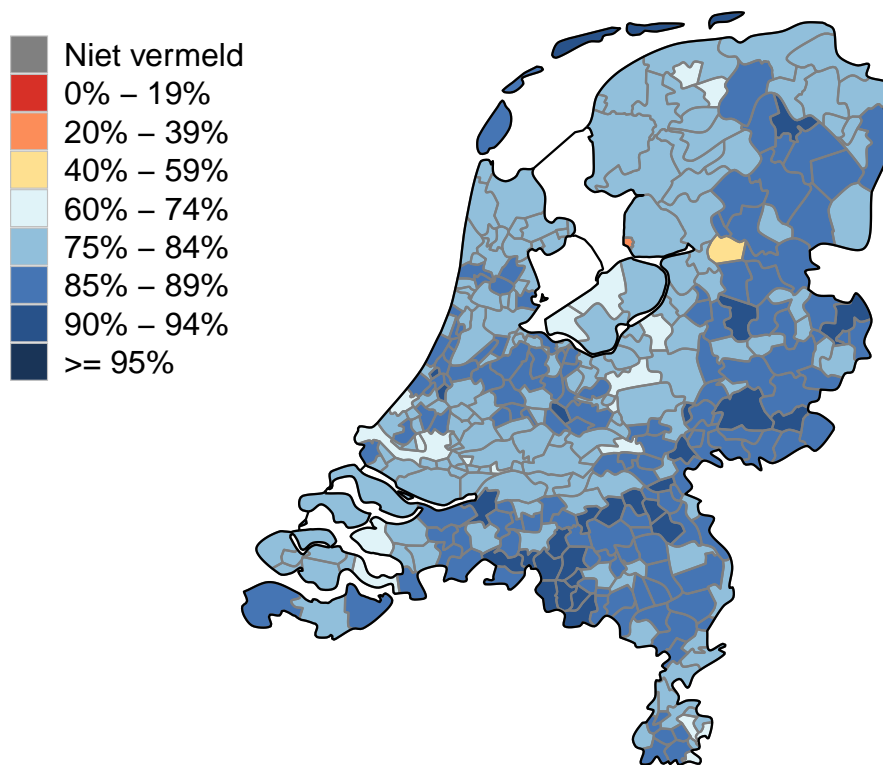 Niet vermeld
0% – 19%
20% – 39%
40% – 59%
60% – 74%
75% – 84%
85% – 89%
90% – 94%
>= 95%